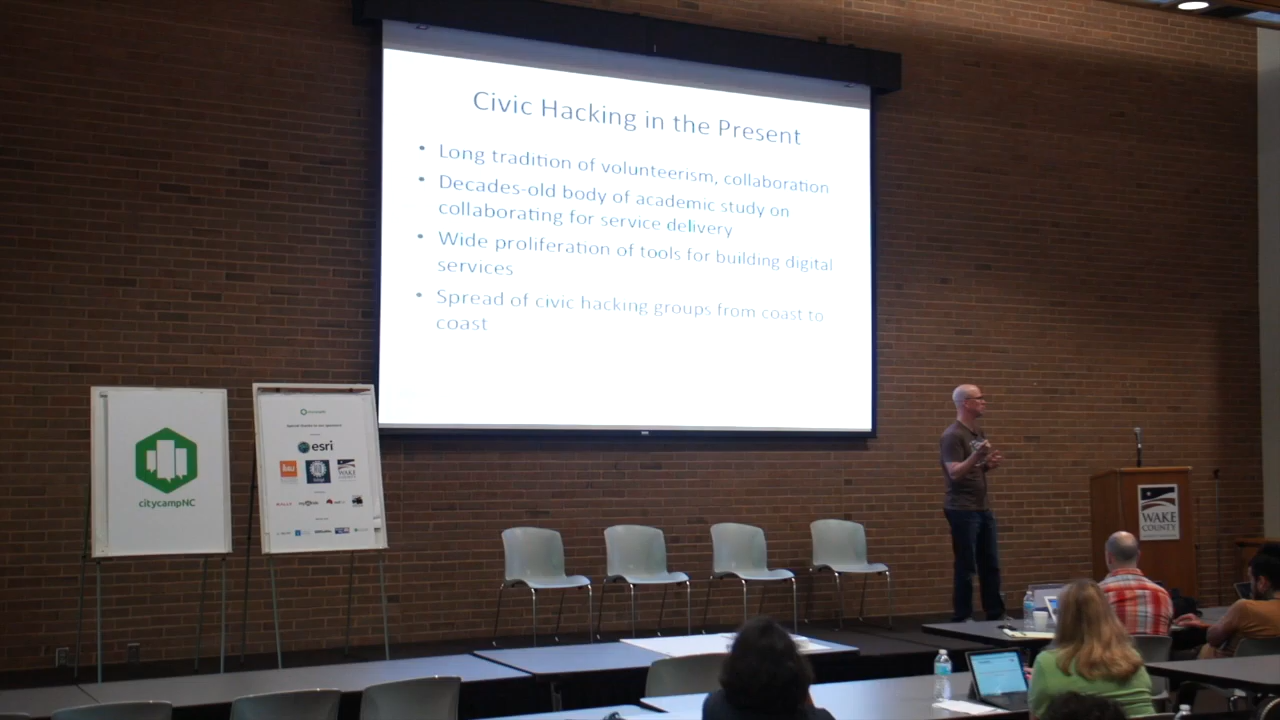 Civic Hacking in the Present
• Long tradition of volunteerism, collaboration
• Decades-old body of academic study on
collaborating for service delivery
• Wide proliferation of tools for building digital
services
• Spread of civic hacking groups from coast to
coast
citycampNC
esri
WAKE
COUNTY
WAKE
COUNTY